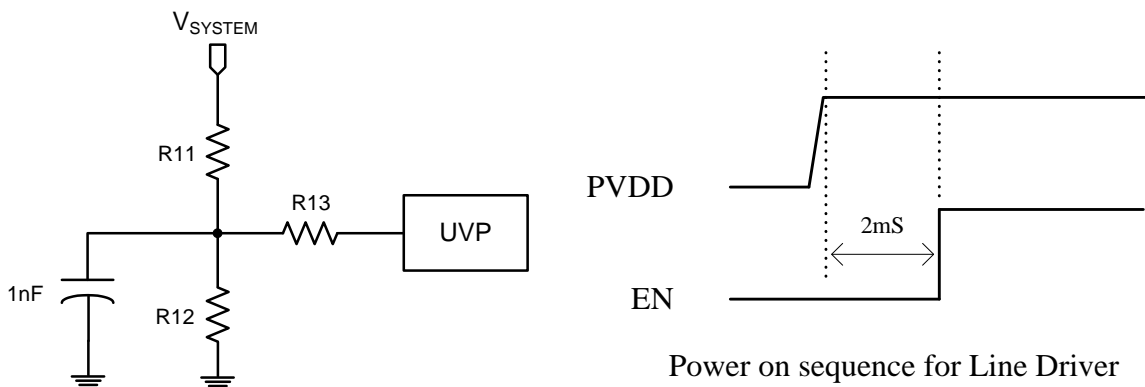 VSYSTEM
R11
R13
UVP
1nF
R12
PVDD
2mS
EN
Power on sequence for Line Driver